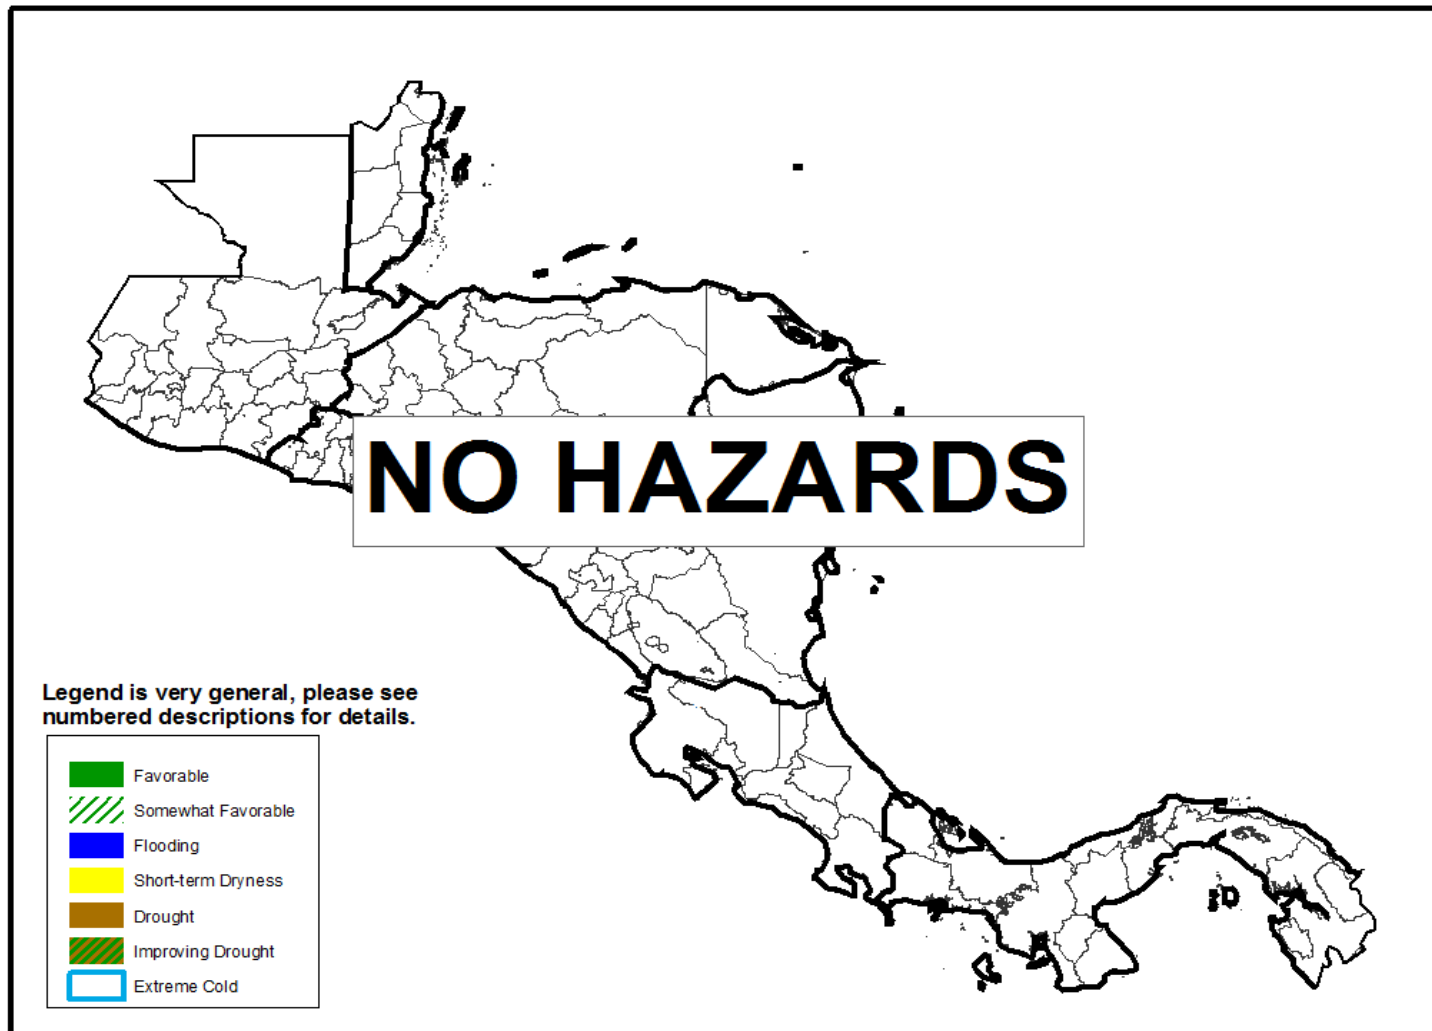 NO HAZARDS
Legend is very general, please see
numbered descriptions for details.
Favorable
Somewhat Favorable
Flooding
Short-term Dryness
Drought
Improving Drought
Extreme Cold